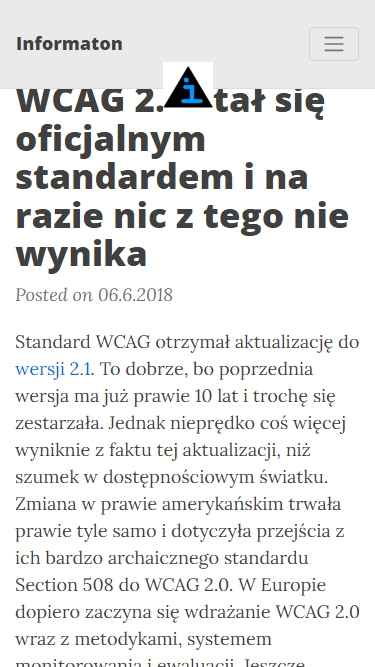 Informaton
WCAG 2. tał się
oficjalnym
standardem i na
razie nic z tego nie
wynika
Posted on 06.6.2018
Standard WCAG otrzymał aktualizację do
wersji 2.1. To dobrze, bo poprzednia
wersja ma już prawie 10 lat i trochę się
zestarzała. Jednak nieprędko coś więcej
wyniknie z faktu tej aktualizacji, niż
szumek w dostępnościowym światku.
Zmiana w prawie amerykańskim trwała
prawie tyle samo i dotyczyła przejścia z
ich bardzo archaicznego standardu
Section 508 do WCAG 2.0. W Europie
dopiero zaczyna się wdrażanie WCAG 2.0
wraz z metodykami, systemem
monitorowania i ewaluacji. Jeszcze